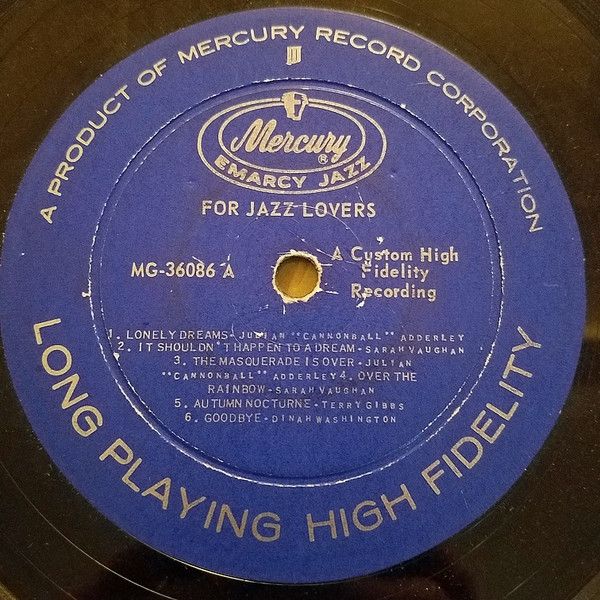 A PRODUCT OF MERCURY RECORD CORPORATION
Mercury
®
EMARCY JAZZ
FOR JAZZ LOVERS
MG-36086 A
A Custom High
Fidelity
Recording
1. LONELY DREAMS - JULIAN ""CANNONBALL"" ADDERLEY
2. IT SHOULDN'T HAPPEN TO A DREAM - SARAH VAUGHAN
3. THE MASQUERADE IS OVER - JULIAN
""CANNONBALL"" ADDERLEY 4. OVER THE
RAINBOW - SARAH VAUGHAN
5. AUTUMN NOCTURNE - TERRY GIBBS
6. GOODBYE - DINAH WASHINGTON
LONG PLAYING HIGH FIDELITY